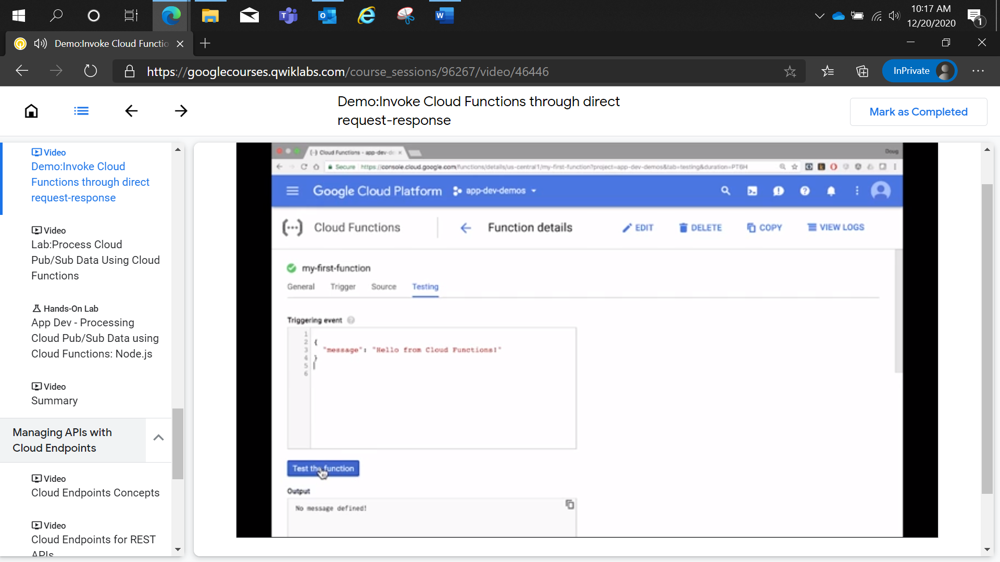 10:17 AM
12/20/2020
1
Demo:Invoke Cloud Functio
https://googlecourses.qwiklabs.com/course_sessions/96267/video/46446
InPrivate
Demo:Invoke Cloud Functions through direct
request-response
Mark as Completed
Video
Demo:Invoke Cloud
Functions through direct
request-response
Video
Lab:Process Cloud
Pub/Sub Data Using Cloud
Functions
Hands-On Lab
App Dev - Processing
Cloud Pub/Sub Data using
Cloud Functions: Node.js
Video
Summary
Managing APIs with
Cloud Endpoints
Video
Cloud Endpoints Concepts
Video
Cloud Endpoints for REST
APIs
Cloud Functions - app-dev-d
Doug
Secure https://console.cloud.google.com/functions/details/us-central1/my-first-function?project=app-dev-demos&tab=testing&duration=PT6H
Google Cloud Platform app-dev-demos
Cloud Functions
Function details
EDIT
DELETE
COPY
VIEW LOGS
my-first-function
General Trigger Source Testing
Triggering event
1
2 {
3 "message": "Hello from Cloud Functions!"
4 }
5
6
Test the function
Output
No message defined!